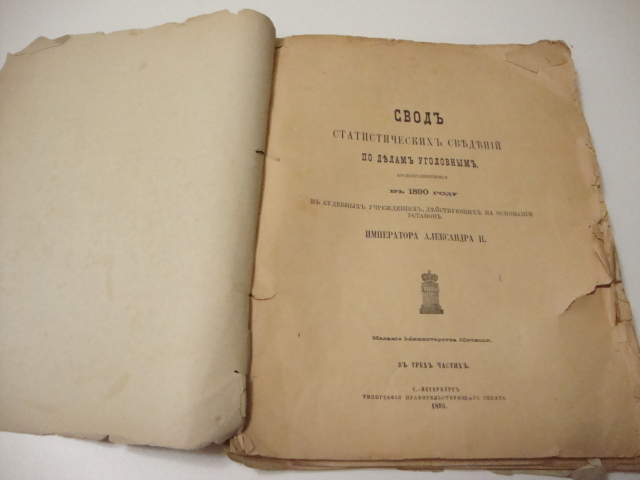 СВОДЪ
СТАТИСТИЧЕСКИХЪ СВѢДѢНІЙ
ПО ДѢЛАМЪ УГОЛОВНЫМЪ,
ВЪ 1890 ГОДУ
ВЪ СУДЕБНЫХЪ УЧРЕЖДЕНІЯХЪ, ДѢЙСТВУЮЩИХЪ НА ОСНОВАНІИ
УСТАВОВЪ
ИМПЕРАТОРА АЛЕКСАНДРА II.
Изданіе Министерства Юстиціи.
ВЪ ТРЕХЪ ЧАСТЯХЪ.
С.-ПЕТЕРБУРГЪ
ТИПОГРАФІЯ ПРАВИТЕЛЬСТВУЮЩАГО СЕНАТА